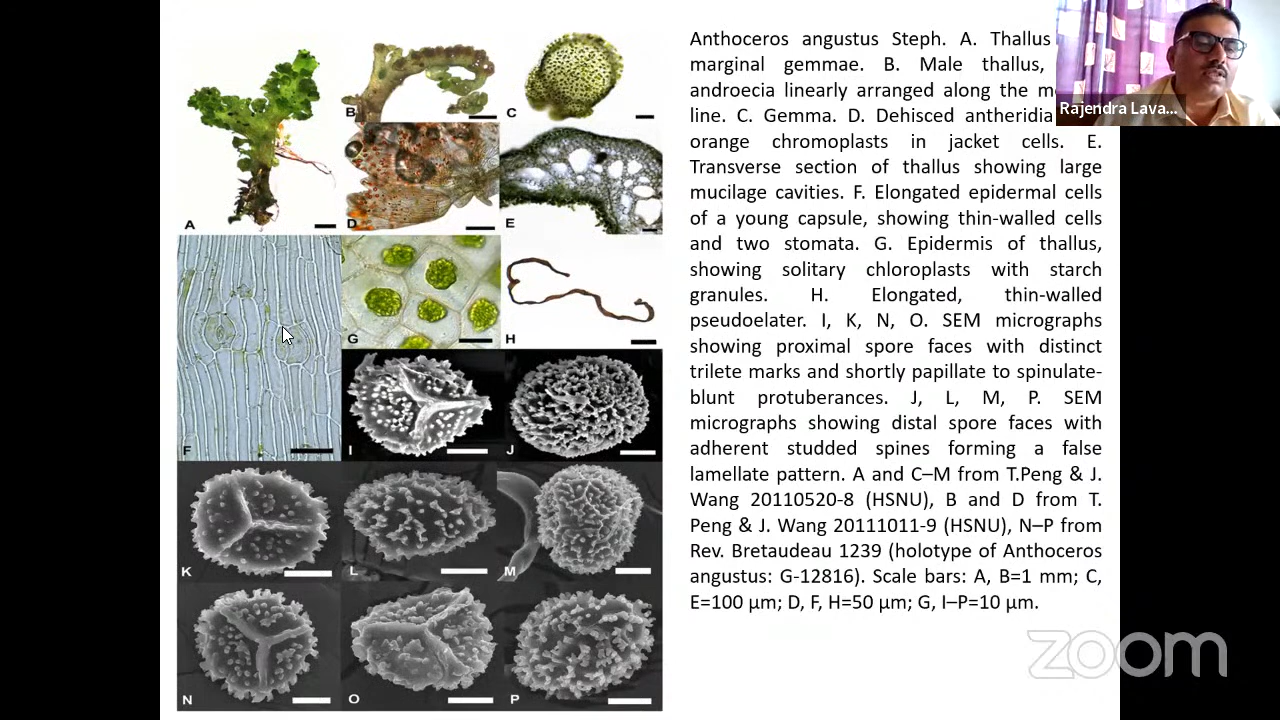 A
B
C
D
E
F
G
H
I
J
K
L
M
N
O
P
Anthoceros angustus Steph. A. Thallus
marginal gemmae. B. Male thallus,
androecia linearly arranged along the
line. C. Gemma. D. Dehisced antheridia
orange chromoplasts in jacket cells. E.
Transverse section of thallus showing large
mucilage cavities. F. Elongated epidermal cells
of a young capsule, showing thin-walled cells
and two stomata. G. Epidermis of thallus,
showing solitary chloroplasts with starch
granules. H. Elongated, thin-walled
pseudoelater. I, K, N, O. SEM micrographs
showing proximal spore faces with distinct
trilete marks and shortly papillate to spinulate-
blunt protuberances. J, L, M, P. SEM
micrographs showing distal spore faces with
adherent studded spines forming a false
lamellate pattern. A and C–M from T.Peng & J.
Wang 20110520-8 (HSNU), B and D from T.
Peng & J. Wang 20111011-9 (HSNU), N–P from
Rev. Bretaudeau 1239 (holotype of Anthoceros
angustus: G-12816). Scale bars: A, B=1 mm; C,
E=100 μm; D, F, H=50 μm; G, I–P=10 μm.
Rajendra Lava...
zoom